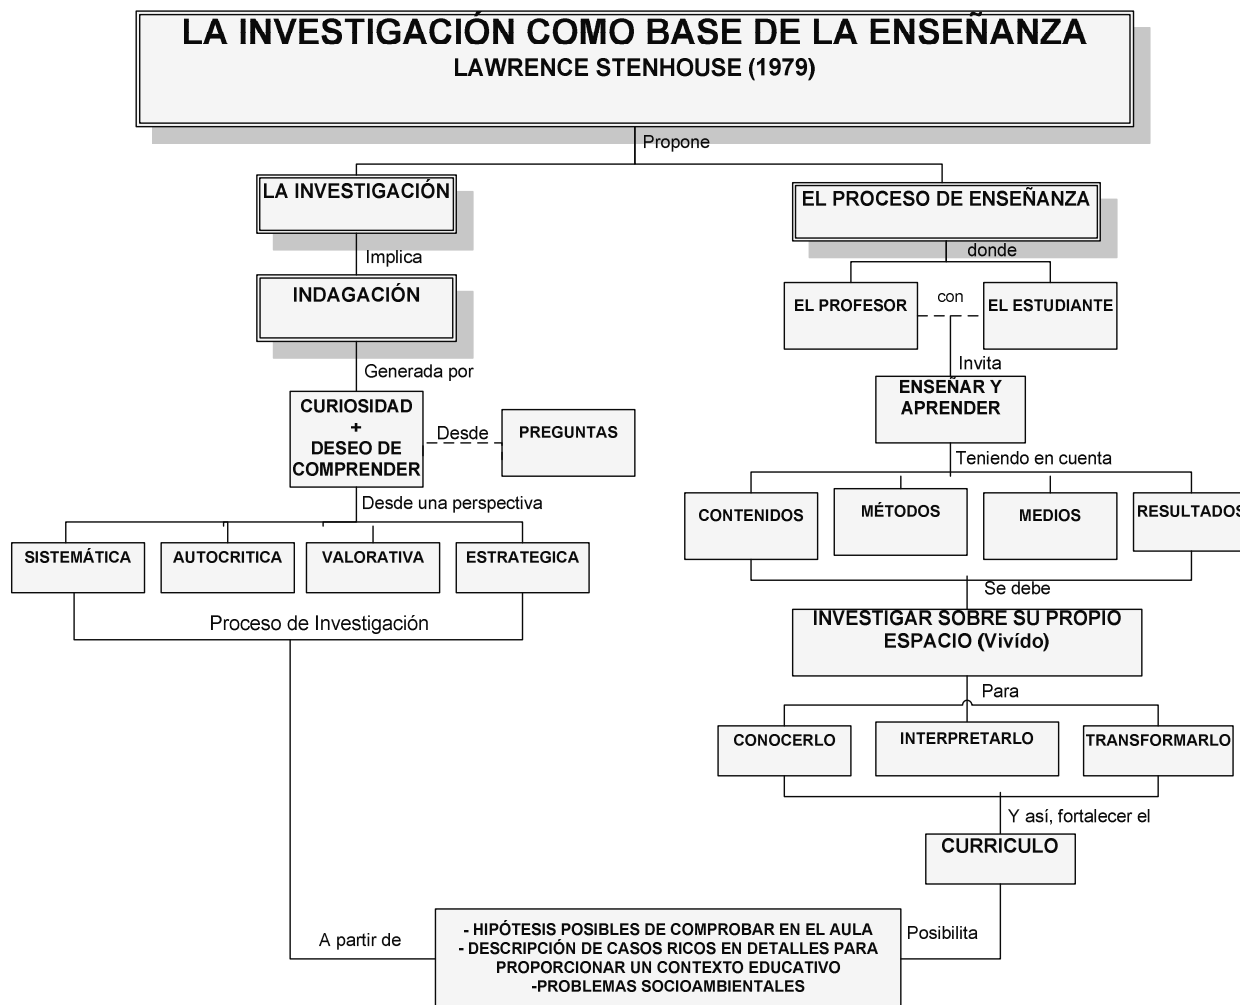 LA INVESTIGACIÓN COMO BASE DE LA ENSEÑANZA
LAWRENCE STENHOUSE (1979)
Propone
LA INVESTIGACIÓN
Implica
INDAGACIÓN
Generada por
CURIOSIDAD
+
DESEO DE
COMPRENDER
Desde
PREGUNTAS
Desde una perspectiva
SISTEMÁTICA
AUTOCRITICA
VALORATIVA
ESTRATEGICA
Proceso de Investigación
A partir de
EL PROCESO DE ENSEÑANZA
donde
EL PROFESOR
con
EL ESTUDIANTE
Invita
ENSEÑAR Y
APRENDER
Teniendo en cuenta
CONTENIDOS
MÉTODOS
MEDIOS
RESULTADOS
Se debe
INVESTIGAR SOBRE SU PROPIO
ESPACIO (Vivído)
Para
CONOCERLO
INTERPRETARLO
TRANSFORMARLO
Y así, fortalecer el
CURRICULO
Posibilita
- HIPÓTESIS POSIBLES DE COMPROBAR EN EL AULA
- DESCRIPCIÓN DE CASOS RICOS EN DETALLES PARA
PROPORCIONAR UN CONTEXTO EDUCATIVO
-PROBLEMAS SOCIOAMBIENTALES